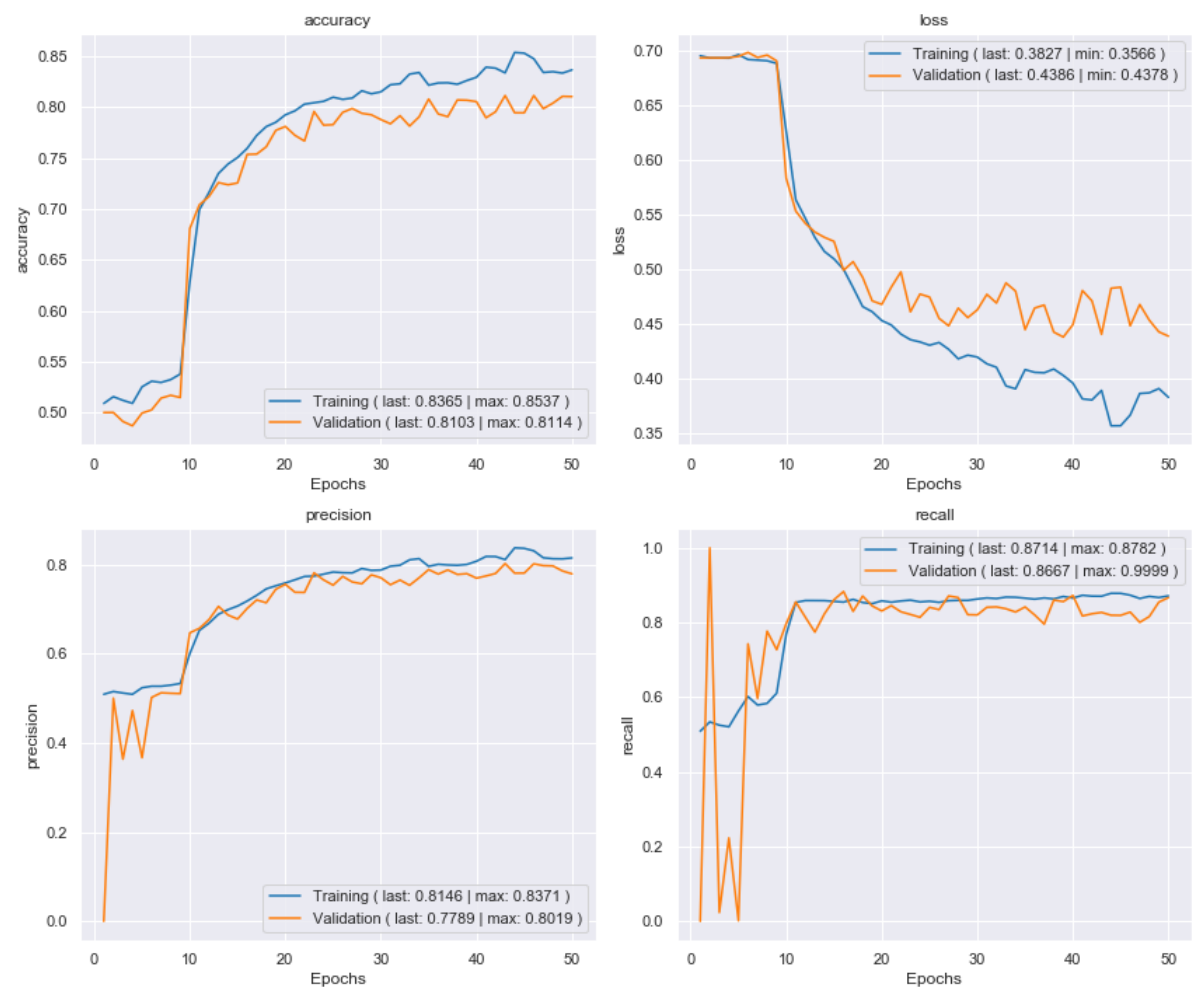 accuracy
0.85
0.80
0.75
0.70
0.65
0.60
0.55
0.50
accuracy
Training ( last: 0.8365 | max: 0.8537 )
Validation ( last: 0.8103 | max: 0.8114 )
0 10 20 30 40 50
Epochs
loss
0.70
0.65
0.60
0.55
0.50
0.45
0.40
0.35
loss
Training ( last: 0.3827 | min: 0.3566 )
Validation ( last: 0.4386 | min: 0.4378 )
0 10 20 30 40 50
Epochs
precision
0.8
0.6
0.4
0.2
0.0
precision
Training ( last: 0.8146 | max: 0.8371 )
Validation ( last: 0.7789 | max: 0.8019 )
0 10 20 30 40 50
Epochs
recall
1.0
0.8
0.6
0.4
0.2
0.0
recall
Training ( last: 0.8714 | max: 0.8782 )
Validation ( last: 0.8667 | max: 0.9999 )
0 10 20 30 40 50
Epochs